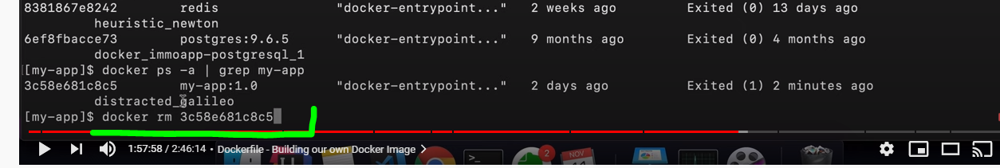 8381867e8242 redis "docker-entrypoint..." 2 weeks ago Exited (0) 13 days ago
heuristic_newton
6ef8fbacce73 postgres:9.6.5 "docker-entrypoint..." 9 months ago Exited (0) 4 months ago
docker_immoapp-postgresql_1
[my-app]$ docker ps -a | grep my-app
3c58e681c8c5 my-app:1.0 "docker-entrypoint..." 2 days ago Exited (1) 2 minutes ago
distracted_galileo
[my-app]$ docker rm 3c58e681c8c5
1:57:58 / 2:46:14 • Dockerfile - Building our own Docker Image
>_
2
NOV